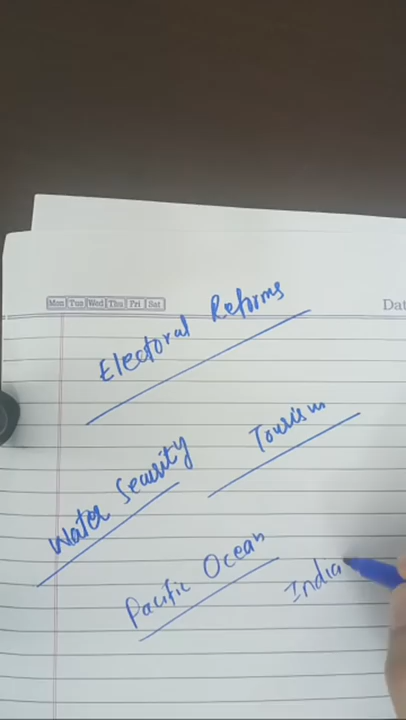 Mon Tue Wed Thu Fri Sat
Dat
Electoral Reforms
Tourism
Water Security
Pacific Ocean
India